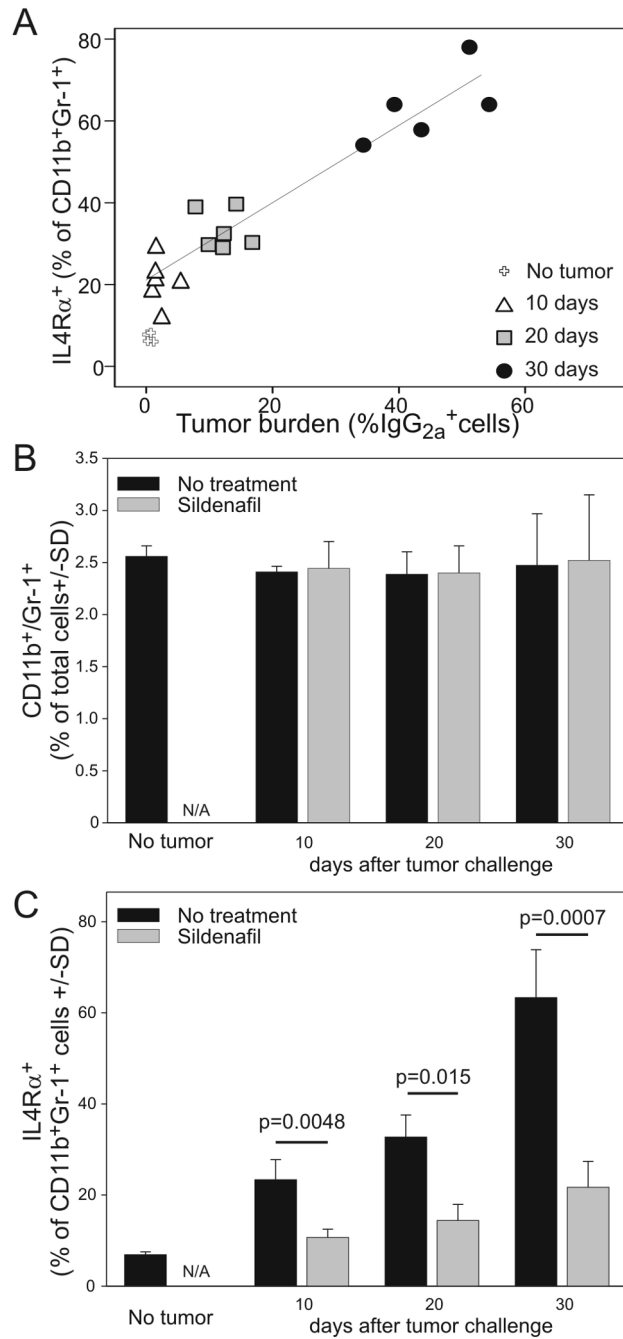 A
IL4Rα⁺ (% of CD11b⁺Gr-1⁺)
80
60
40
20
0
No tumor
10 days
20 days
30 days
0
20
40
60
Tumor burden (%IgG₂ₐ⁺cells)
B
CD11b⁺/Gr-1⁺
(% of total cells+/-SD)
3.5
3.0
2.5
2.0
1.5
1.0
0.5
0
No treatment
Sildenafil
N/A
No tumor
10
20
30
days after tumor challenge
C
IL4Rα⁺
(% of CD11b⁺Gr-1⁺ cells +/-SD)
80
60
40
20
0
No treatment
Sildenafil
p=0.0007
p=0.015
p=0.0048
N/A
No tumor
10
20
30
days after tumor challenge